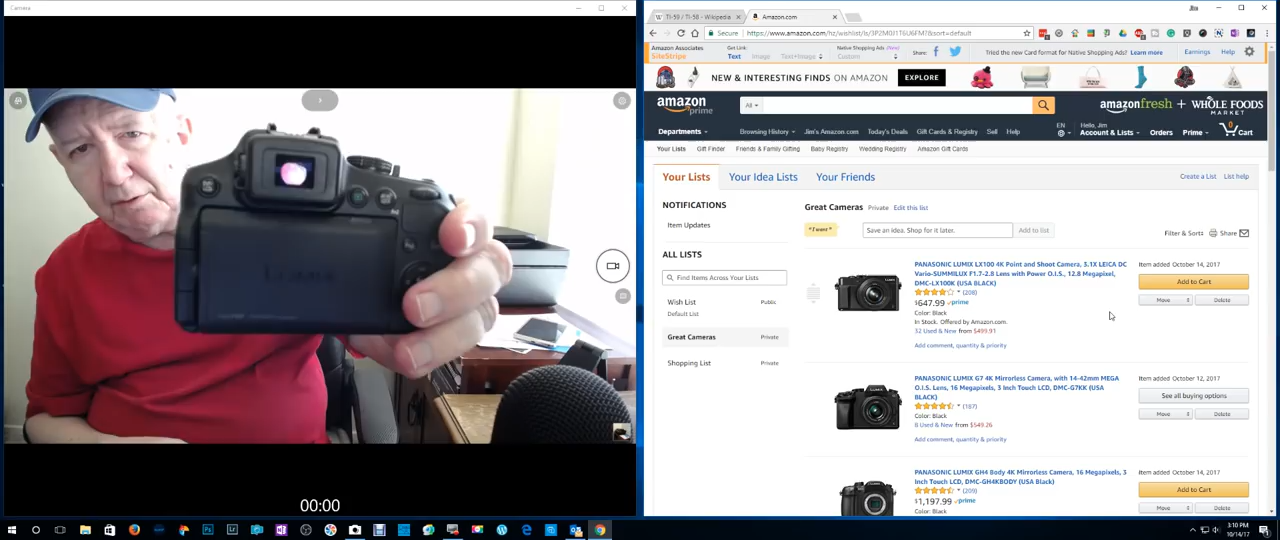 Camera
TI-59 / TI-58 - Wikipedia
Amazon.com
Jim
Secure
https://www.amazon.com/hz/wishlist/ls/3P2M0J1T6U6FM?&sort=default
Amazon Associates
SiteStripe
Get Link:
Text
Image
Text+Image
Native Shopping Ads (New)
Custom
Share:
Tried the new Card format for Native Shopping Ads? Learn more
Earnings
Help
NEW & INTERESTING FINDS ON AMAZON
EXPLORE
amazon
prime
All
amazonfresh + WHOLE FOODS
MARKET
Departments
Browsing History
Jim's Amazon.com
Today's Deals
Gift Cards & Registry
Sell
Help
EN
Hello, Jim
Account & Lists
Orders
Prime
0
Cart
Your Lists
Gift Finder
Friends & Family Gifting
Baby Registry
Wedding Registry
Amazon Gift Cards
Your Lists
Your Idea Lists
Your Friends
Create a List
List help
NOTIFICATIONS
Item Updates
ALL LISTS
Find Items Across Your Lists
Wish List
Public
Default List
Great Cameras
Private
Shopping List
Private
Great Cameras
Private
Edit this list
"I want"
Save an idea. Shop for it later.
Add to list
Filter & Sort
Share
PANASONIC LUMIX LX100 4K Point and Shoot Camera, 3.1X LEICA DC
Vario-SUMMILUX F1.7-2.8 Lens with Power O.I.S., 12.8 Megapixel,
DMC-LX100K (USA BLACK)
(208)
$647.99 prime
Color: Black
In Stock. Offered by Amazon.com.
32 Used & New from $499.91
Add comment, quantity & priority
Item added October 14, 2017
Add to Cart
Move
Delete
PANASONIC LUMIX G7 4K Mirrorless Camera, with 14-42mm MEGA
O.I.S. Lens, 16 Megapixels, 3 Inch Touch LCD, DMC-G7KK (USA
BLACK)
(187)
Color: Black
8 Used & New from $549.26
Add comment, quantity & priority
Item added October 12, 2017
See all buying options
Move
Delete
PANASONIC LUMIX GH4 Body 4K Mirrorless Camera, 16 Megapixels, 3
Inch Touch LCD, DMC-GH4KBODY (USA Black)
(209)
$1,197.99 prime
Color: Black
Item added October 14, 2017
Add to Cart
Move
Delete
00:00
3:10 PM
10/14/17